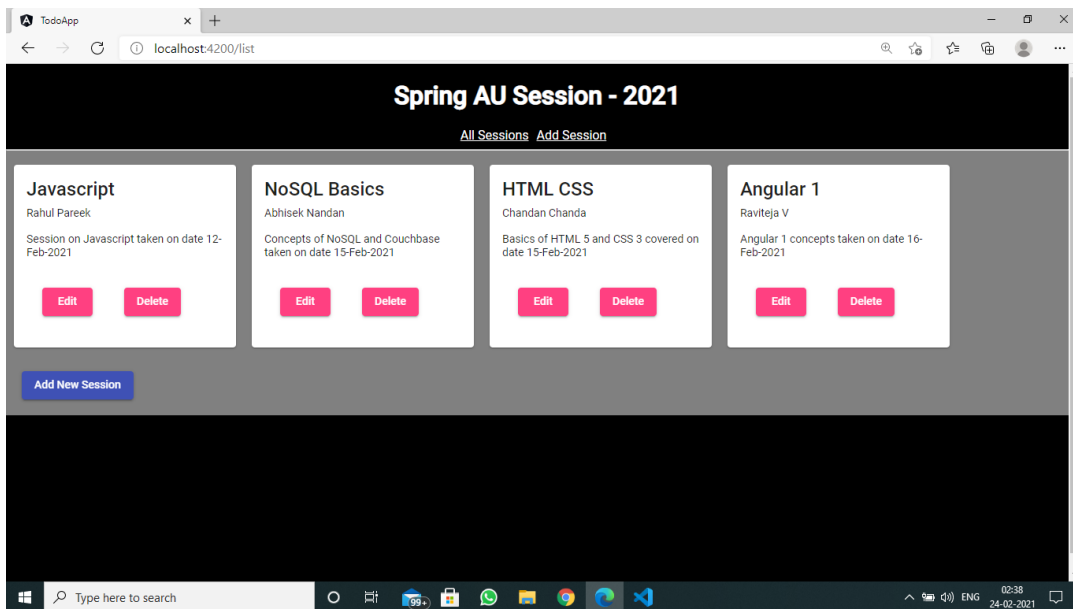 TodoApp
localhost:4200/list
Spring AU Session - 2021
All Sessions Add Session
Javascript
Rahul Pareek
Session on Javascript taken on date 12-
Feb-2021
Edit Delete
NoSQL Basics
Abhisek Nandan
Concepts of NoSQL and Couchbase
taken on date 15-Feb-2021
Edit Delete
HTML CSS
Chandan Chanda
Basics of HTML 5 and CSS 3 covered on
date 15-Feb-2021
Edit Delete
Angular 1
Raviteja V
Angular 1 concepts taken on date 16-
Feb-2021
Edit Delete
Add New Session
Type here to search
99+
ENG
02:38
24-02-2021